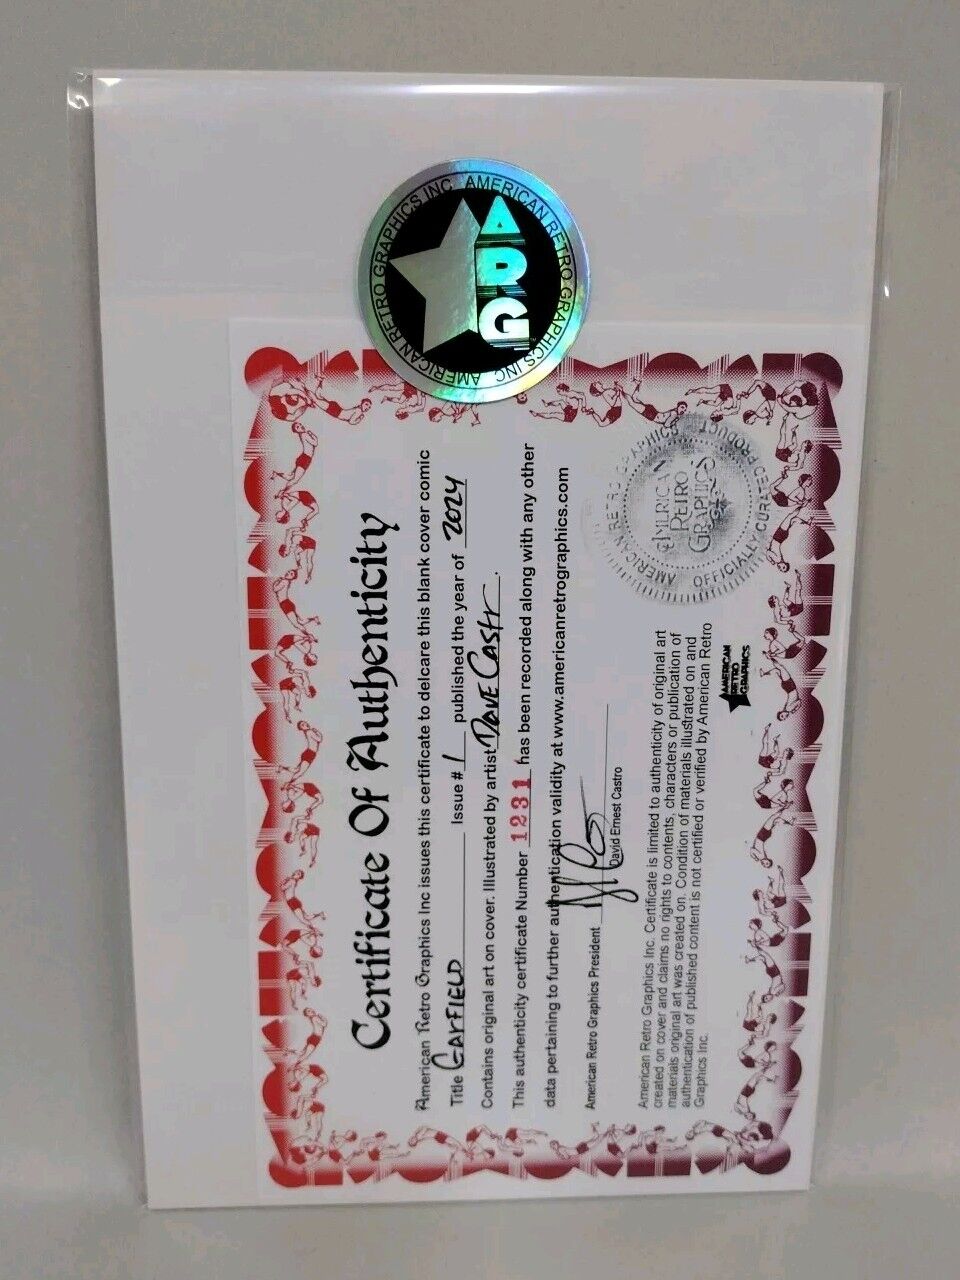 AMERICAN RETRO GRAPHICS INC. AMERICAN RETRO GRAPHICS INC.
ARG
Certificate Of Authenticity
American Retro Graphics Inc issues this certificate to delcare this blank cover comic
Title GARFIELD Issue # 1 published the year of 2024
Contains original art on cover. Illustrated by artist DAVE CASTR.
This authenticity certificate Number 1231 has been recorded along with any other
data pertaining to further authentication validity at www.americanretrographics.com
American Retro Graphics President
David Ernest Castro
AMERICAN RETRO GRAPHICS
OFFICIALLY CURATED PRODUCT
AMERICAN
RETRO
GRAPHICS
American Retro Graphics Inc. Certificate is limited to authenticity of original art
created on cover and claims no rights to contents, characters or publication of
materials original art was created on. Condition of materials illustrated on and
authentication of published content is not certified or verified by American Retro
Graphics Inc.
AMERICAN
RETRO
GRAPHICS